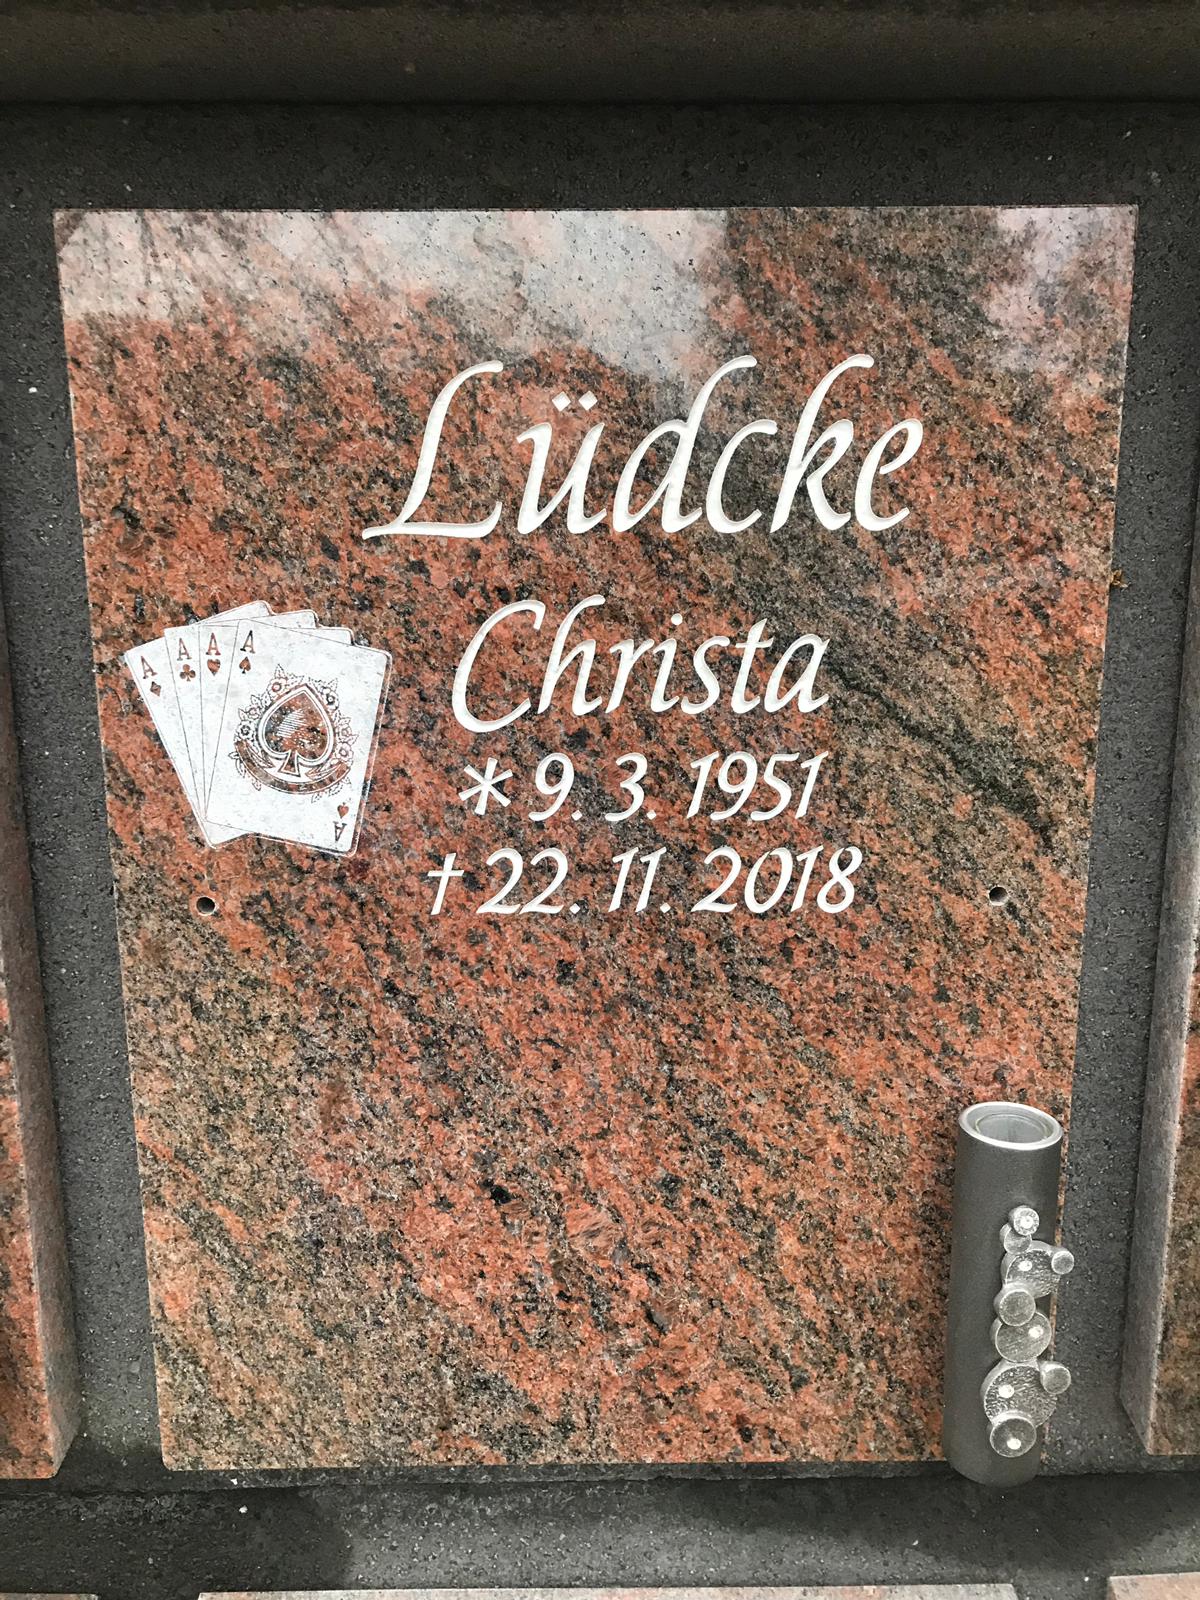 Lüdcke
Christa
* 9. 3. 1951
† 22. 11. 2018
A A A A
A